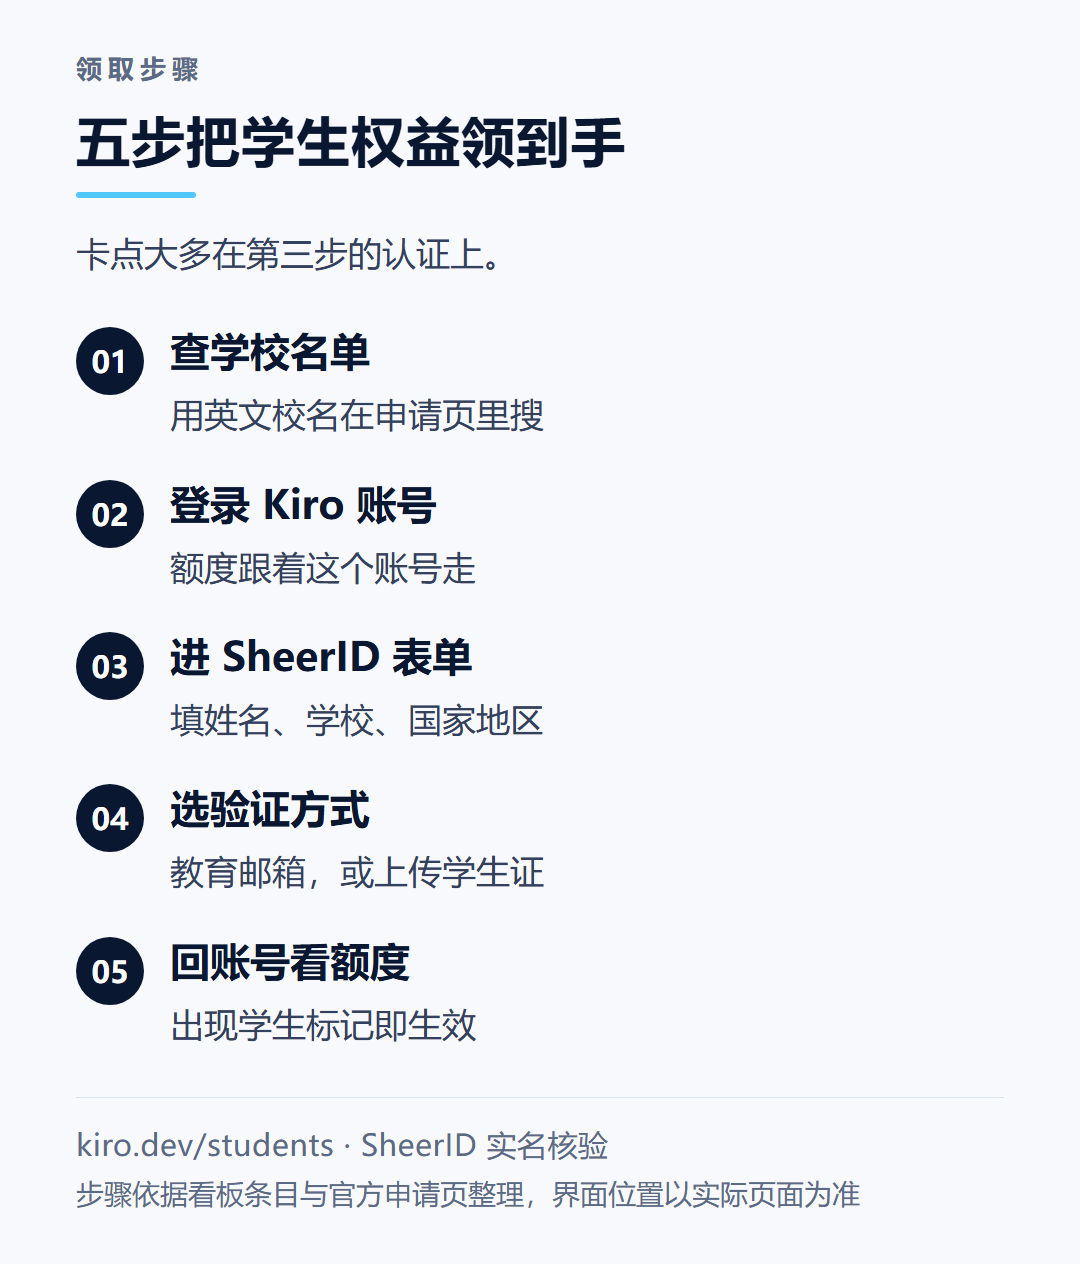 领取步骤
五步把学生权益领到手
卡点大多在第三步的认证上。
01
查学校名单
用英文校名在申请页里搜
02
登录 Kiro 账号
额度跟着这个账号走
03
进 SheerID 表单
填姓名、学校、国家地区
04
选验证方式
教育邮箱，或上传学生证
05
回账号看额度
出现学生标记即生效
kiro.dev/students · SheerID 实名核验
步骤依据看板条目与官方申请页整理，界面位置以实际页面为准